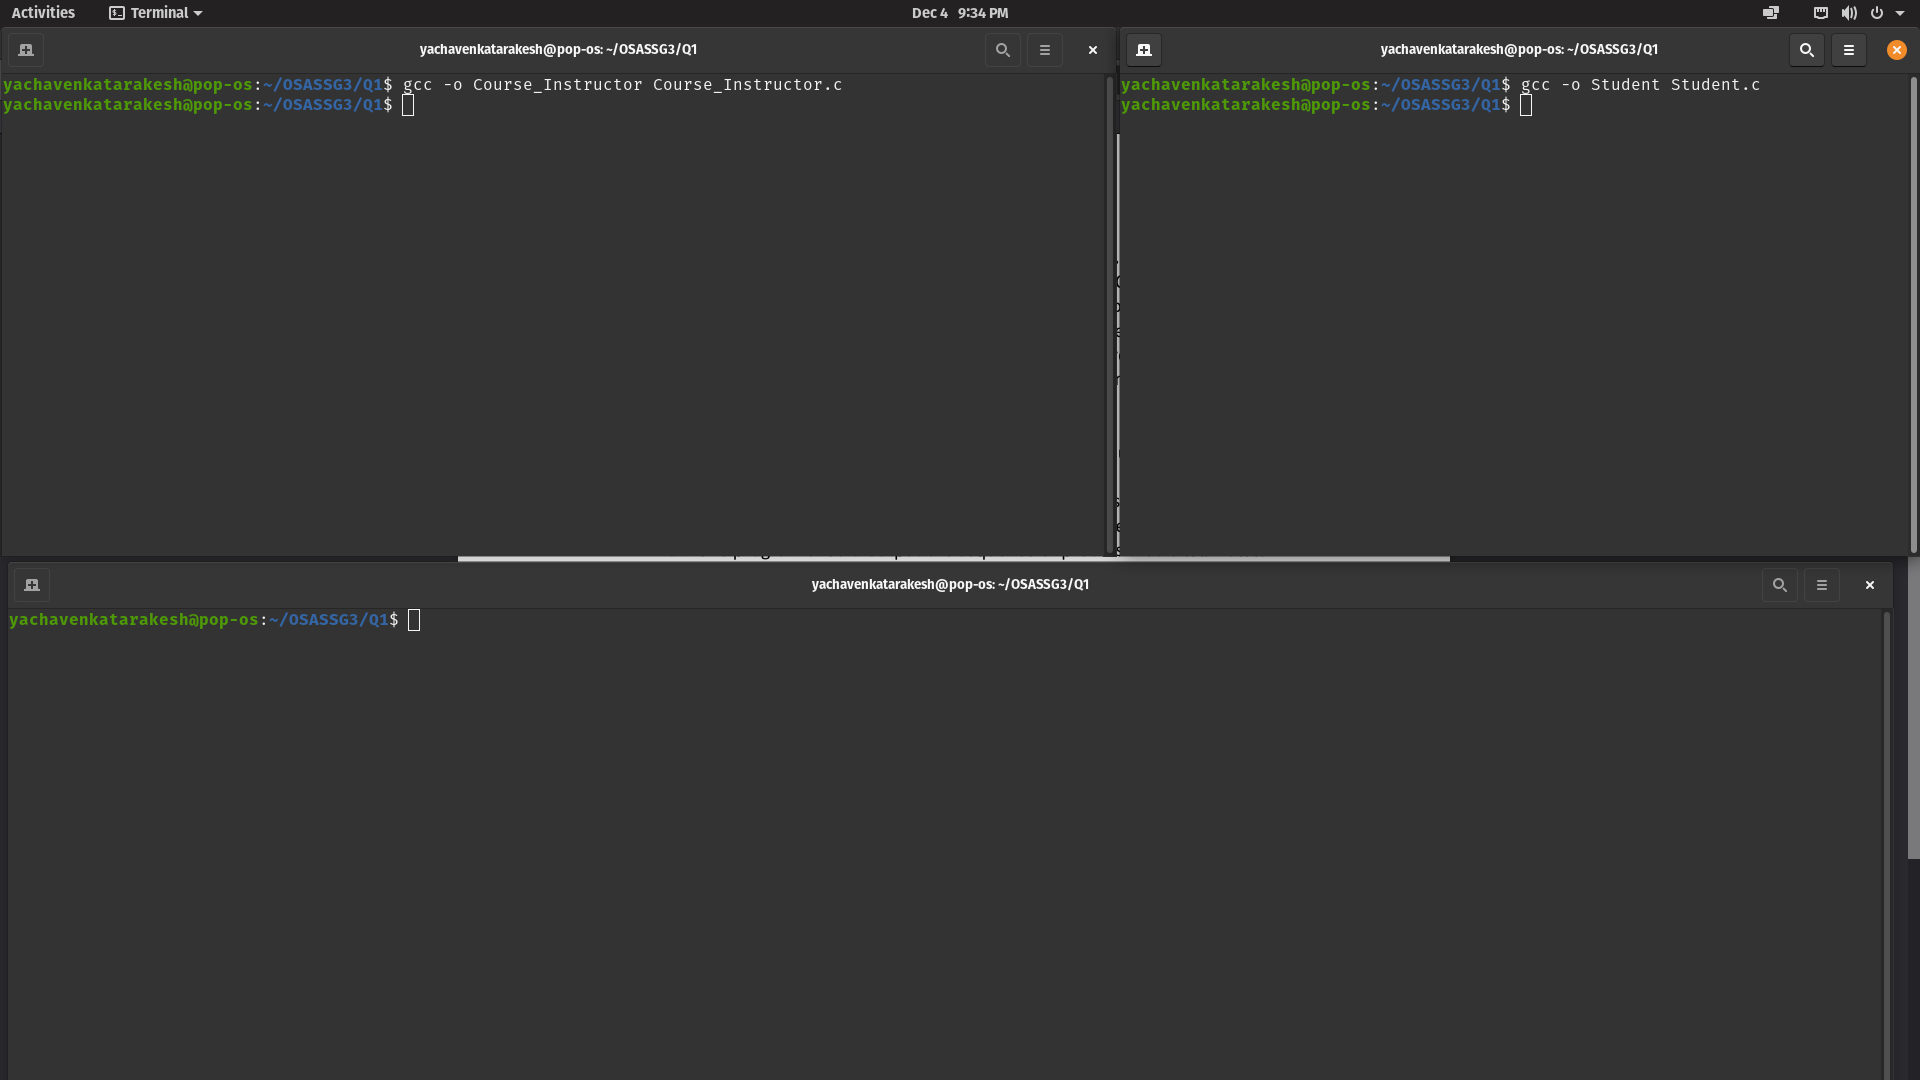 Activities Terminal Dec 4 9:34 PM
yachavenkatarakesh@pop-os: ~/OSASSG3/Q1
yachavenkatarakesh@pop-os:~/OSASSG3/Q1$ gcc -o Course_Instructor Course_Instructor.c
yachavenkatarakesh@pop-os:~/OSASSG3/Q1$
yachavenkatarakesh@pop-os: ~/OSASSG3/Q1
yachavenkatarakesh@pop-os:~/OSASSG3/Q1$ gcc -o Student Student.c
yachavenkatarakesh@pop-os:~/OSASSG3/Q1$
yachavenkatarakesh@pop-os: ~/OSASSG3/Q1
yachavenkatarakesh@pop-os:~/OSASSG3/Q1$